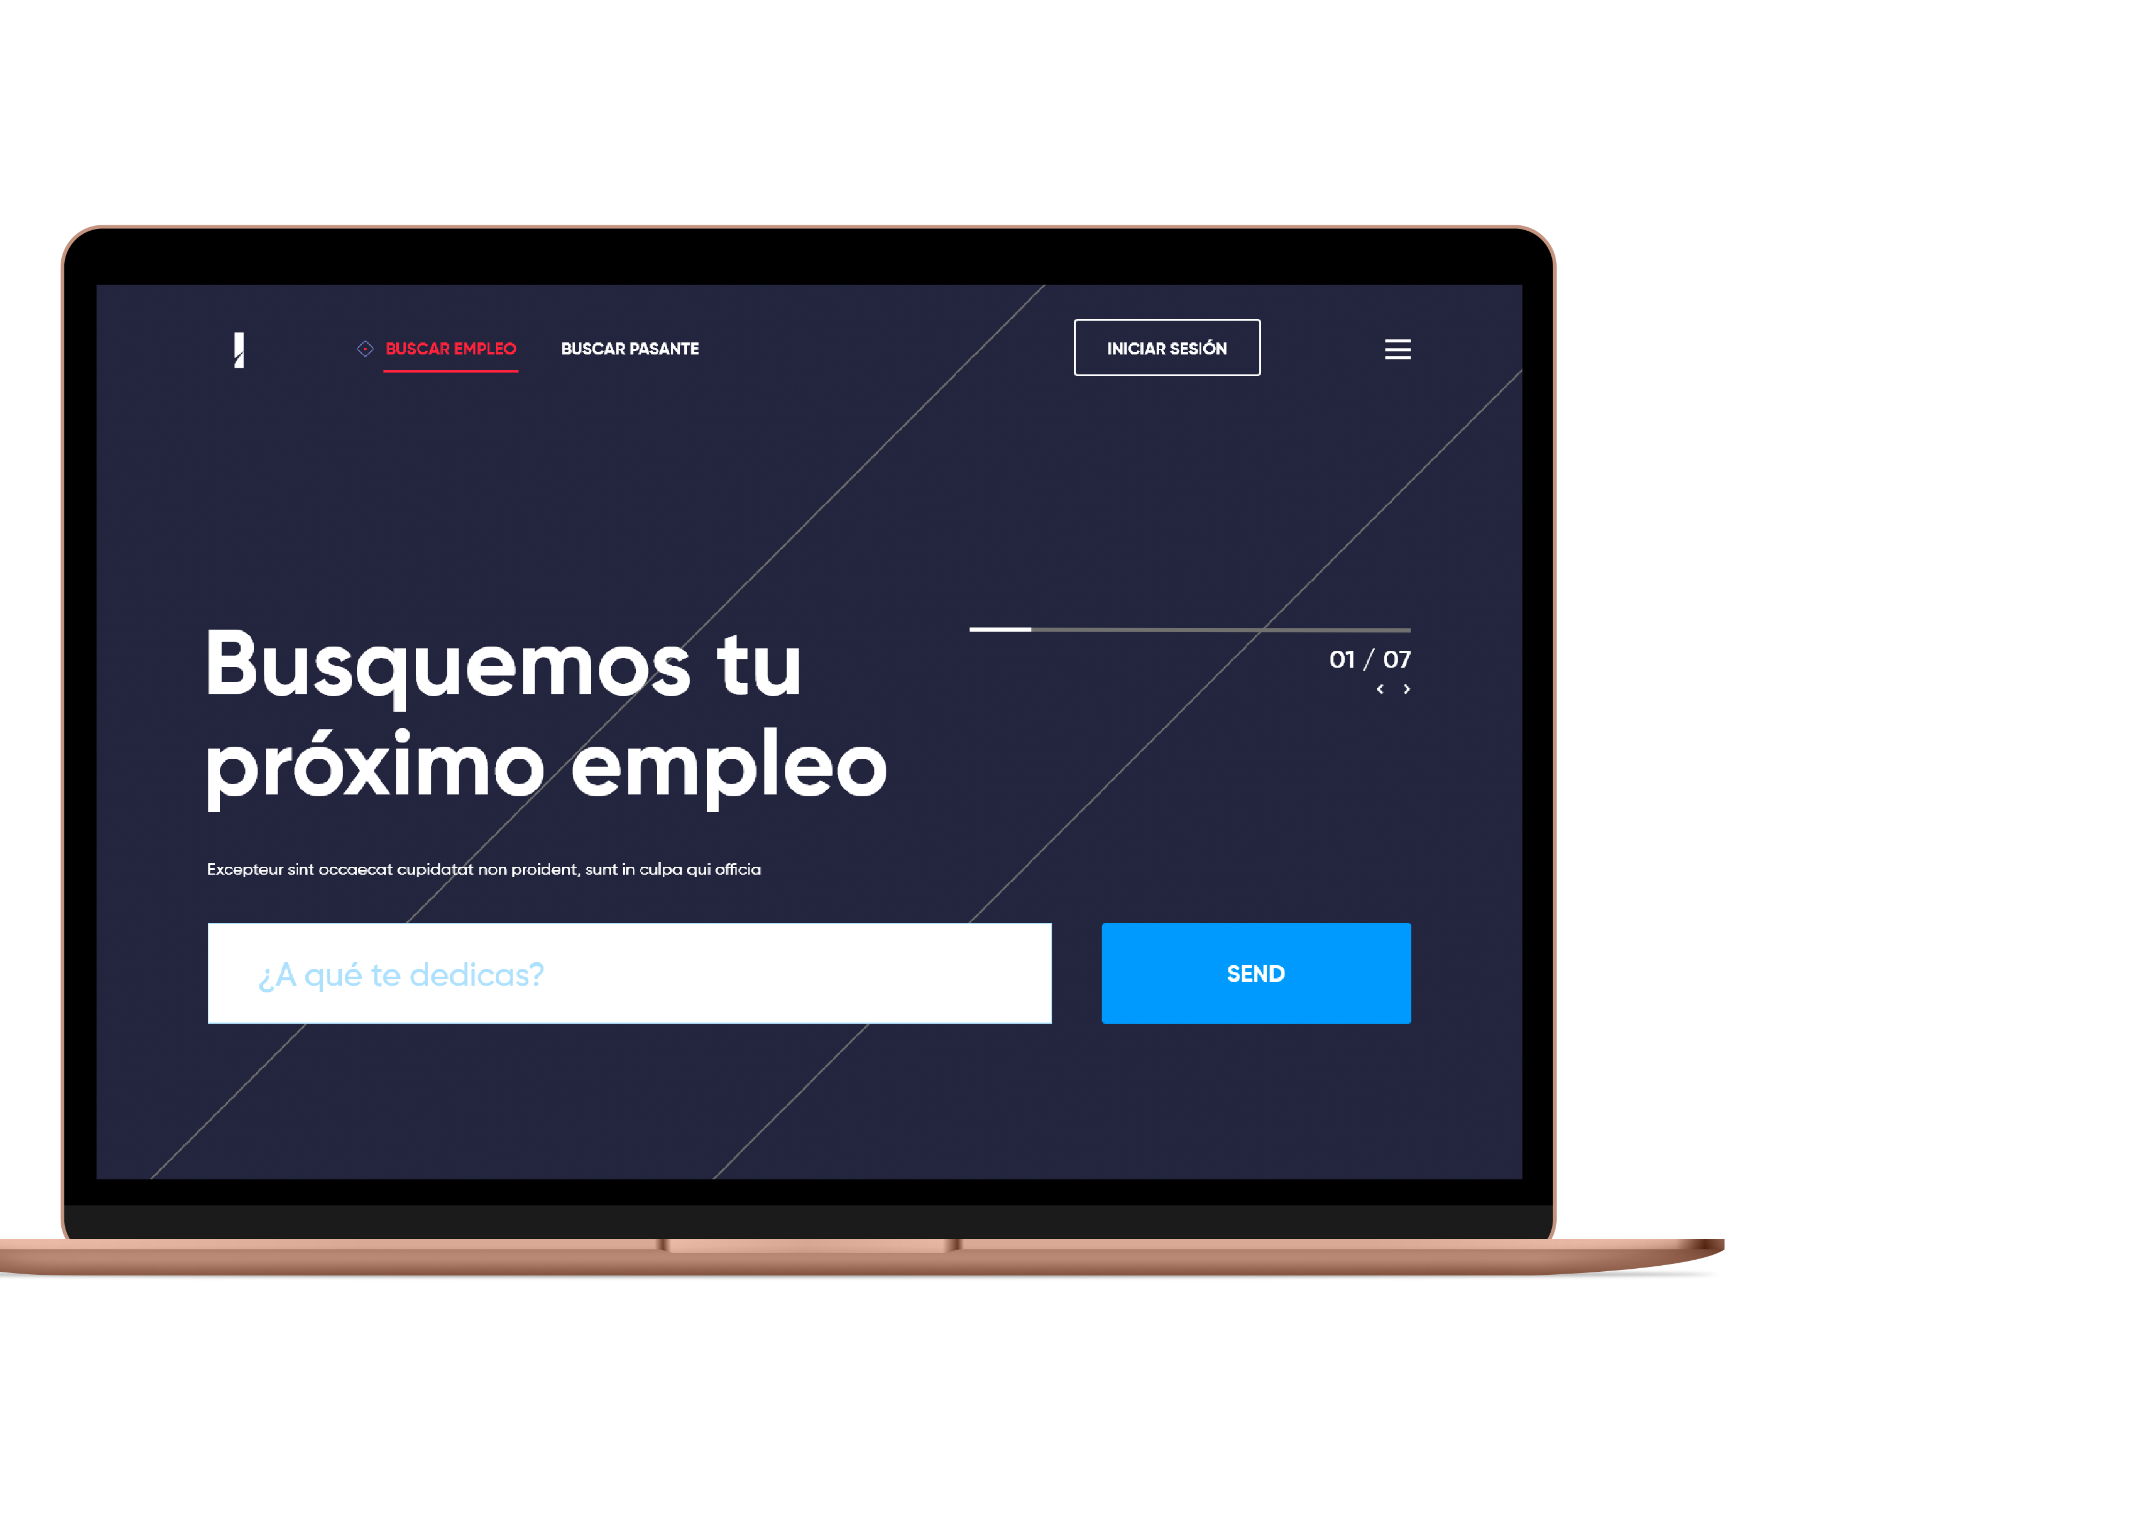 BUSCAR EMPLEO
BUSCAR PASANTE
INICIAR SESIÓN
Busquemos tu
próximo empleo
01 / 07
Excepteur sint occaecat cupidatat non proident, sunt in culpa qui officia
¿A qué te dedicas?
SEND